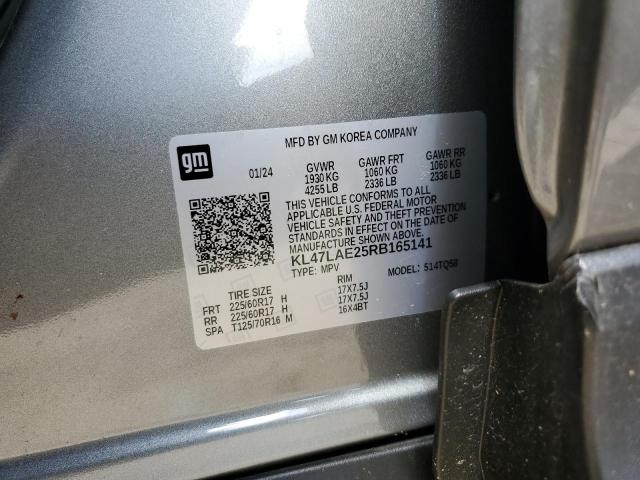 MFD BY GM KOREA COMPANY
gm
01/24
GVWR GAWR FRT GAWR RR
1930 KG 1060 KG 1060 KG
4255 LB 2336 LB 2336 LB
THIS VEHICLE CONFORMS TO ALL
APPLICABLE U.S. FEDERAL MOTOR
VEHICLE SAFETY AND THEFT PREVENTION
STANDARDS IN EFFECT ON THE DATE OF
MANUFACTURE SHOWN ABOVE.
KL47LAE25RB165141
TYPE: MPV MODEL: 514TQ58
TIRE SIZE RIM
FRT 225/60R17 H 17X7.5J
RR 225/60R17 H 17X7.5J
SPA T125/70R16 M 16X4BT